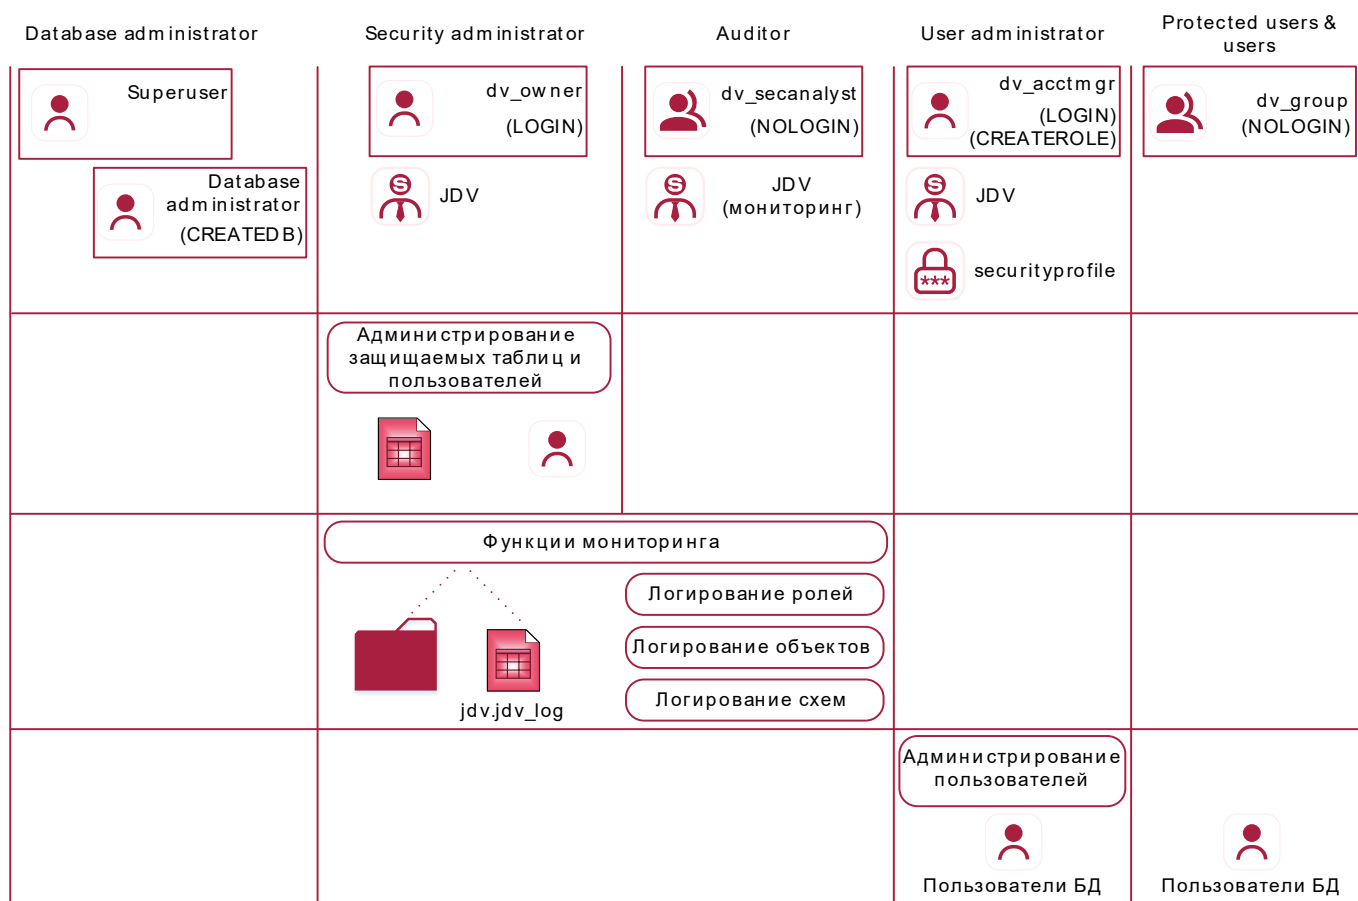 Database administrator
Security administrator
Auditor
User administrator
Protected users &
users
Superuser
Database
administrator
(CREATEDB)
dv_owner
(LOGIN)
JDV
dv_secanalyst
(NOLOGIN)
JDV
(мониторинг)
dv_acctmgr
(LOGIN)
(CREATEROLE)
JDV
***
securityprofile
dv_group
(NOLOGIN)
Администрирование
защищаемых таблиц и
пользователей
Функции мониторинга
jdv.jdv_log
Логирование ролей
Логирование объектов
Логирование схем
Администрирование
пользователей
Пользователи БД
Пользователи БД